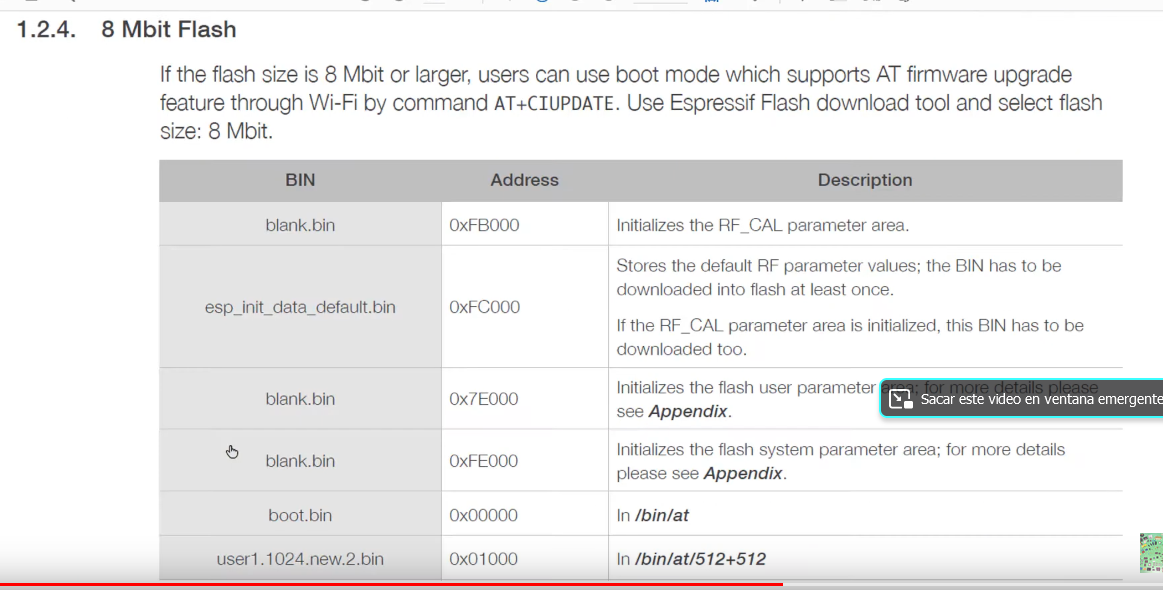 1.2.4. 8 Mbit Flash
If the flash size is 8 Mbit or larger, users can use boot mode which supports AT firmware upgrade
feature through Wi-Fi by command AT+CIUPDATE. Use Espressif Flash download tool and select flash
size: 8 Mbit.
BIN Address Description
blank.bin 0xFB000 Initializes the RF_CAL parameter area.
Stores the default RF parameter values; the BIN has to be
downloaded into flash at least once.
esp_init_data_default.bin 0xFC000
If the RF_CAL parameter area is initialized, this BIN has to be
downloaded too.
Initializes the flash user parameter area; for more details please
blank.bin 0x7E000
see Appendix.
Sacar este video en ventana emergente
Initializes the flash system parameter area; for more details
blank.bin 0xFE000
please see Appendix.
boot.bin 0x00000 In /bin/at
user1.1024.new.2.bin 0x01000 In /bin/at/512+512